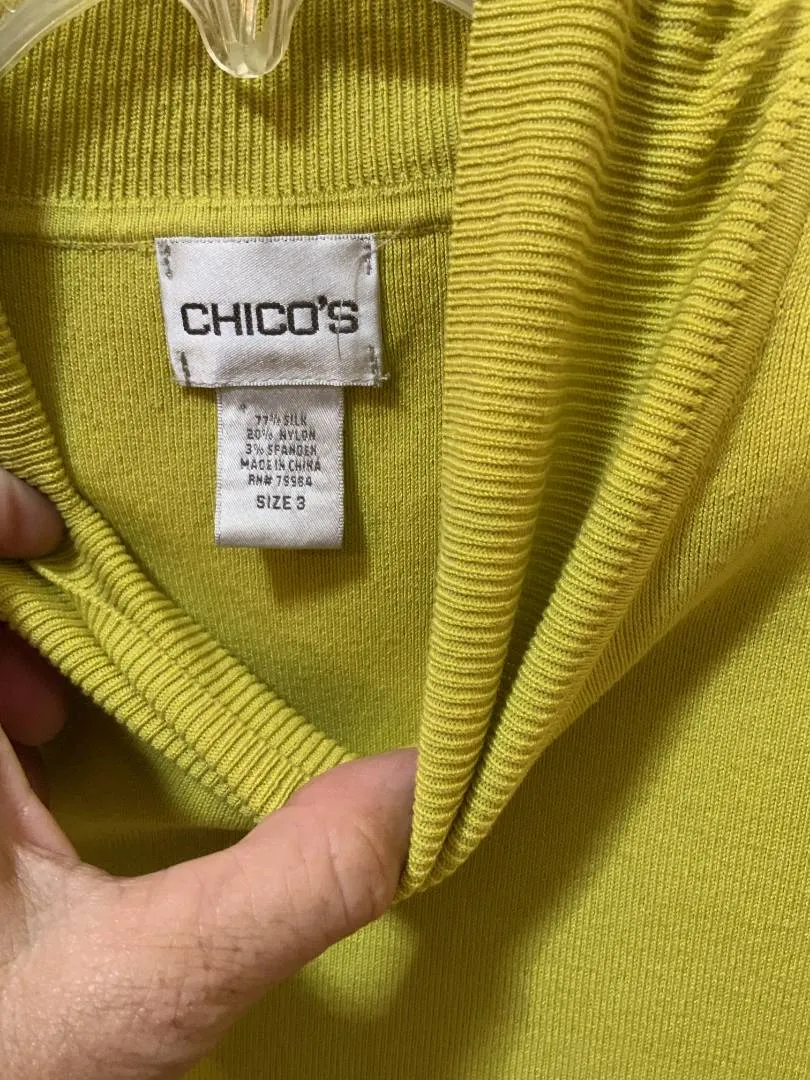 CHICO'S
77% SILK
20% NYLON
3% SPANDEX
MADE IN CHINA
RN# 79984
SIZE 3